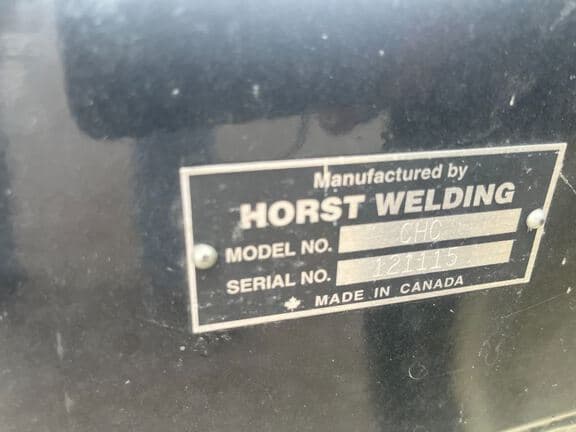 Manufactured by
HORST WELDING
MODEL NO. CHC
SERIAL NO. 121115
MADE IN CANADA